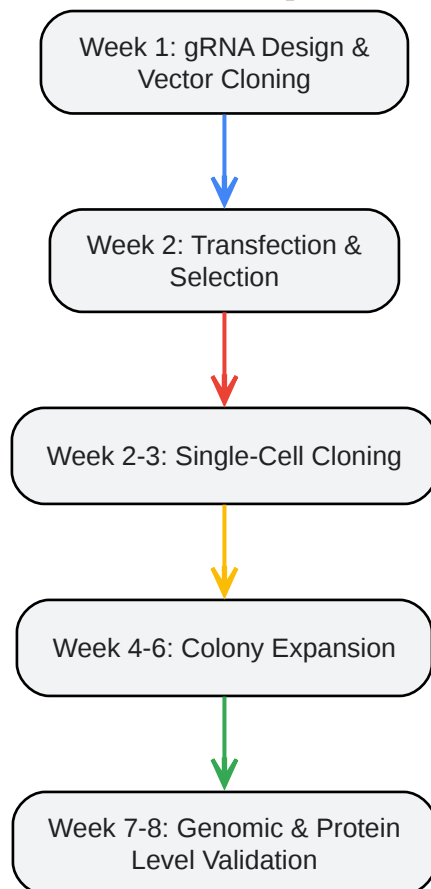 Week 1: gRNA Design &
Vector Cloning
Week 2: Transfection &
Selection
Week 2-3: Single-Cell Cloning
Week 4-6: Colony Expansion
Week 7-8: Genomic & Protein
Level Validation